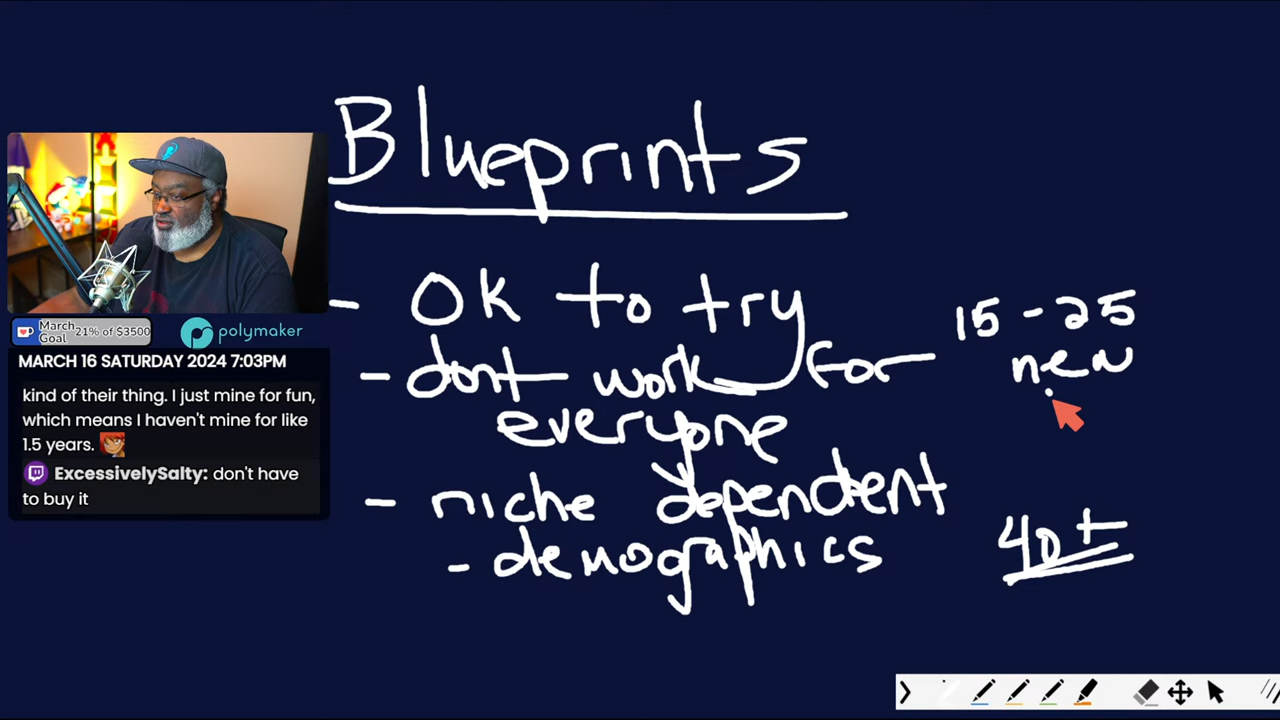 Blueprints
- OK to try
- dont work for
everyone
- niche dependent
- demographics
15-25
new
40+
March
Goal
21% of $3500
polymaker
MARCH 16 SATURDAY 2024 7:03PM
kind of their thing. I just mine for fun,
which means I haven't mine for like
1.5 years.
ExcessivelySalty: don't have
to buy it